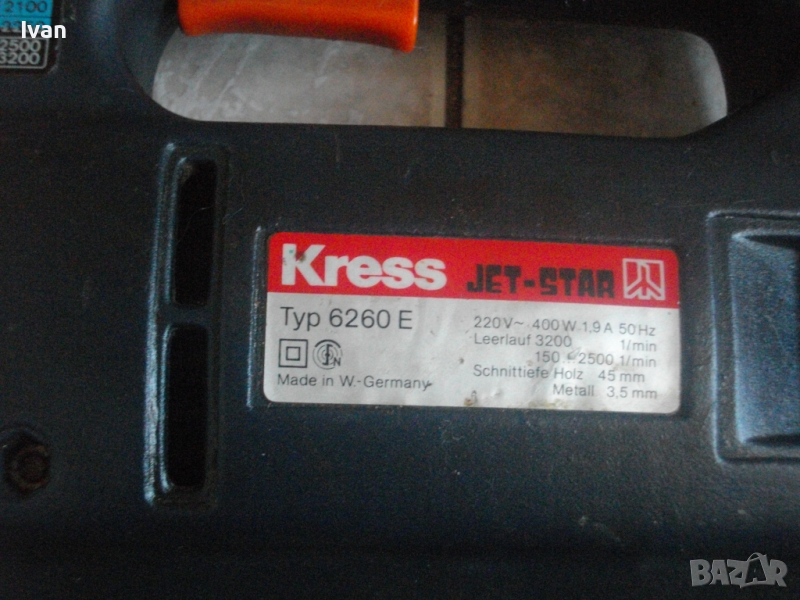 2100
Ivan
2500
3200
Kress JET-STAR
Typ 6260 E
220V~ 400 W 1,9 A 50Hz
Leerlauf 3200 1/min
150 - 2500 1/min
Schnittiefe Holz 45 mm
Metall 3,5 mm
Made in W.-Germany
BAZAR